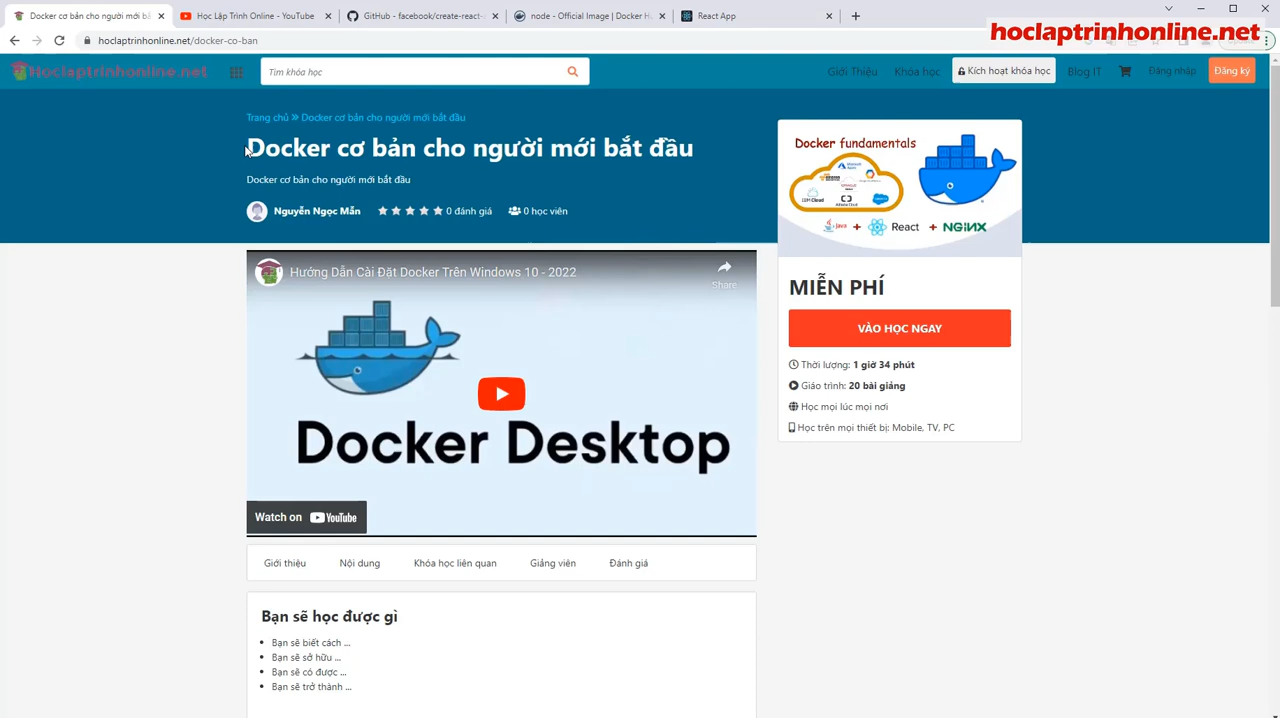 Docker cơ bản cho người mới bắ
Học Lập Trình Online - YouTube
GitHub - facebook/create-react-
node - Official Image | Docker H
React App
hoclaptrinhonline.net
hoclaptrinhonline.net/docker-co-ban
Hoclaptrinhonline.net
Tìm khóa học
Giới Thiệu
Khóa học
Kích hoạt khóa học
Blog IT
Đăng nhập
Đăng ký
Trang chủ » Docker cơ bản cho người mới bắt đầu
Docker cơ bản cho người mới bắt đầu
Docker cơ bản cho người mới bắt đầu
Nguyễn Ngọc Mẫn
0 đánh giá
0 học viên
Docker fundamentals
Java + React + NGINX
Hướng Dẫn Cài Đặt Docker Trên Windows 10 - 2022
Share
Docker Desktop
Watch on YouTube
MIỄN PHÍ
VÀO HỌC NGAY
Thời lượng: 1 giờ 34 phút
Giáo trình: 20 bài giảng
Học mọi lúc mọi nơi
Học trên mọi thiết bị: Mobile, TV, PC
Giới thiệu
Nội dung
Khóa học liên quan
Giảng viên
Đánh giá
Bạn sẽ học được gì
Bạn sẽ biết cách ...
Bạn sẽ sở hữu ...
Bạn sẽ có được ...
Bạn sẽ trở thành ...